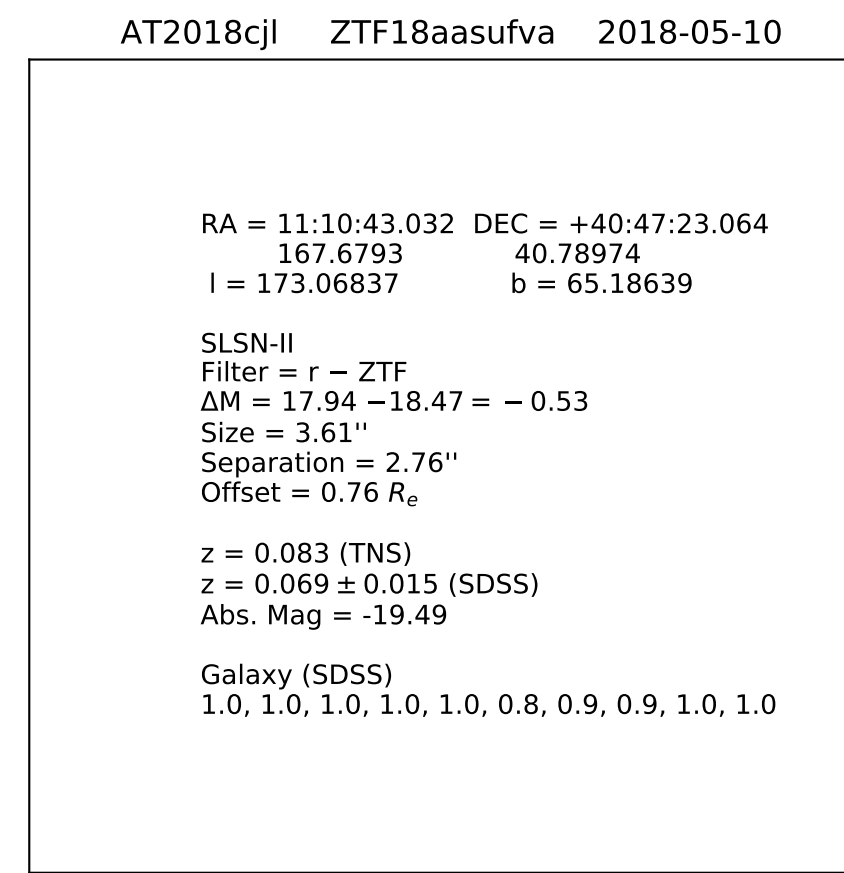 AT2018cjl ZTF18aasufva 2018-05-10
RA = 11:10:43.032 DEC = +40:47:23.064
167.6793 40.78974
l = 173.06837 b = 65.18639
SLSN-II
Filter = r − ZTF
ΔM = 17.94 −18.47 = − 0.53
Size = 3.61''
Separation = 2.76''
Offset = 0.76 Rₑ
z = 0.083 (TNS)
z = 0.069 ± 0.015 (SDSS)
Abs. Mag = -19.49
Galaxy (SDSS)
1.0, 1.0, 1.0, 1.0, 1.0, 0.8, 0.9, 0.9, 1.0, 1.0